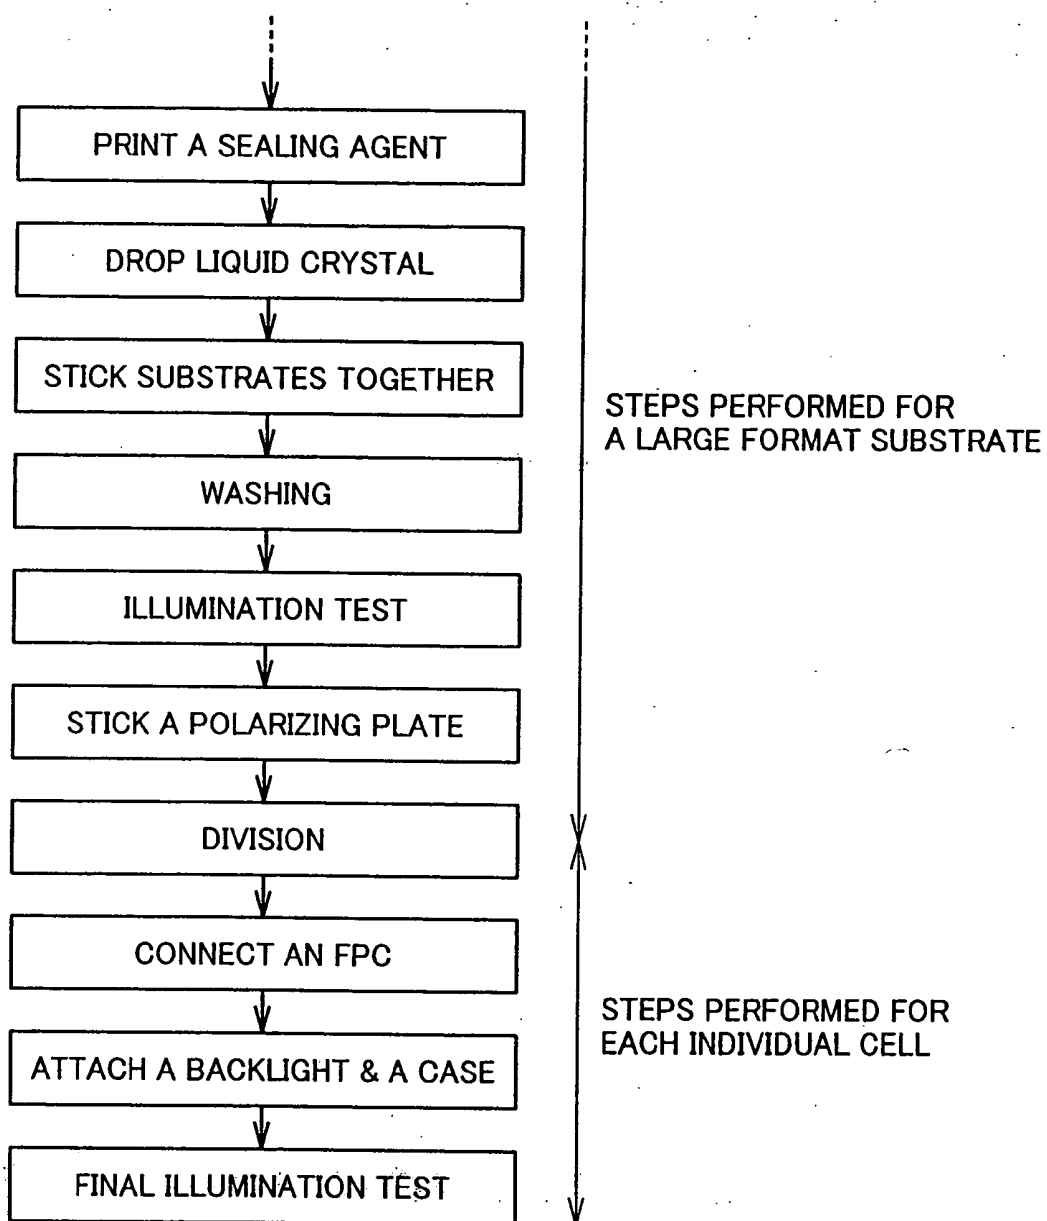 PRINT A SEALING AGENT
DROP LIQUID CRYSTAL
STICK SUBSTRATES TOGETHER
STEPS PERFORMED FOR
A LARGE FORMAT SUBSTRATE
WASHING
ILLUMINATION TEST
STICK A POLARIZING PLATE
DIVISION
CONNECT AN FPC
STEPS PERFORMED FOR
EACH INDIVIDUAL CELL
ATTACH A BACKLIGHT & A CASE
FINAL ILLUMINATION TEST